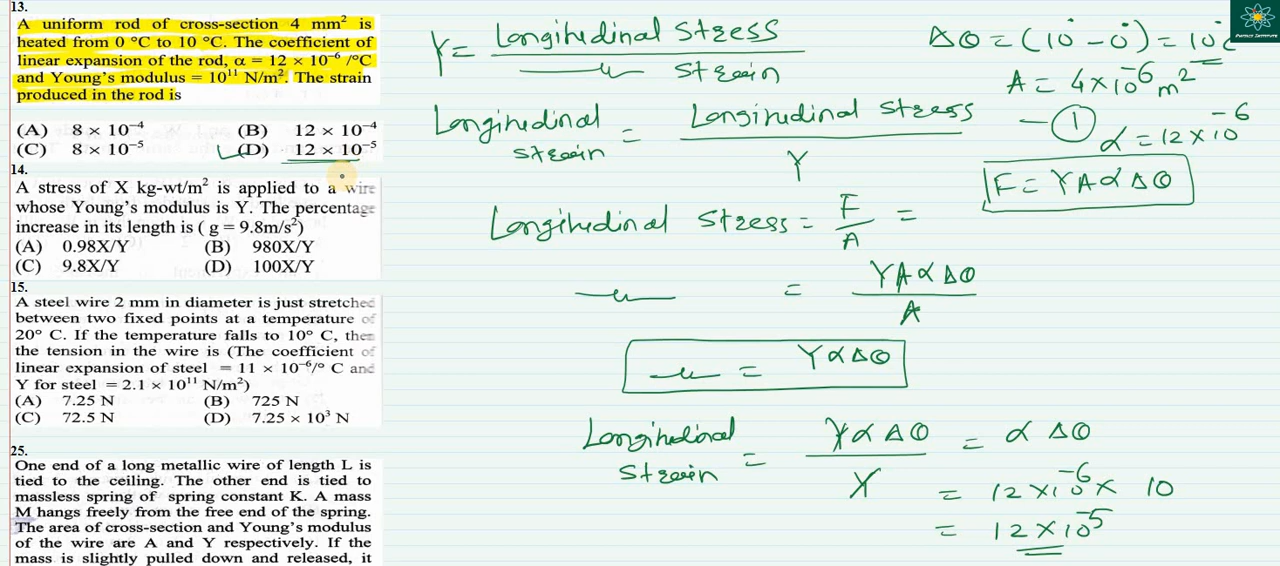 13.
A uniform rod of cross-section 4 mm² is
heated from 0 °C to 10 °C. The coefficient of
linear expansion of the rod, α = 12 × 10⁻⁶ /°C
and Young's modulus = 10¹¹ N/m². The strain
produced in the rod is
(A) 8 × 10⁻⁴ (B) 12 × 10⁻⁴
(C) 8 × 10⁻⁵ (D) 12 × 10⁻⁵
14.
A stress of X kg-wt/m² is applied to a wire
whose Young's modulus is Y. The percentage
increase in its length is ( g = 9.8m/s²)
(A) 0.98X/Y (B) 980X/Y
(C) 9.8X/Y (D) 100X/Y
15.
A steel wire 2 mm in diameter is just stretched
between two fixed points at a temperature of
20° C. If the temperature falls to 10° C, then
the tension in the wire is (The coefficient of
linear expansion of steel = 11 × 10⁻⁶/° C and
Y for steel = 2.1 × 10¹¹ N/m²)
(A) 7.25 N (B) 725 N
(C) 72.5 N (D) 7.25 × 10³ N
25.
One end of a long metallic wire of length L is
tied to the ceiling. The other end is tied to
massless spring of spring constant K. A mass
M hangs freely from the free end of the spring.
The area of cross-section and Young's modulus
of the wire are A and Y respectively. If the
mass is slightly pulled down and released, it
Y = Longitudinal Stress
Strain
Longitudinal strain = Longitudinal Stress
Y
Longitudinal Stress = F/A =
= YAαΔθ
A
= YαΔθ
Longitudinal Strain = YαΔθ / Y = αΔθ
= 12 × 10⁻⁶ × 10
= 12 × 10⁻⁵
Δθ = (10° - 0°) = 10°C
A = 4 × 10⁻⁶ m²
— ① α = 12 × 10⁻⁶
F = YAαΔθ